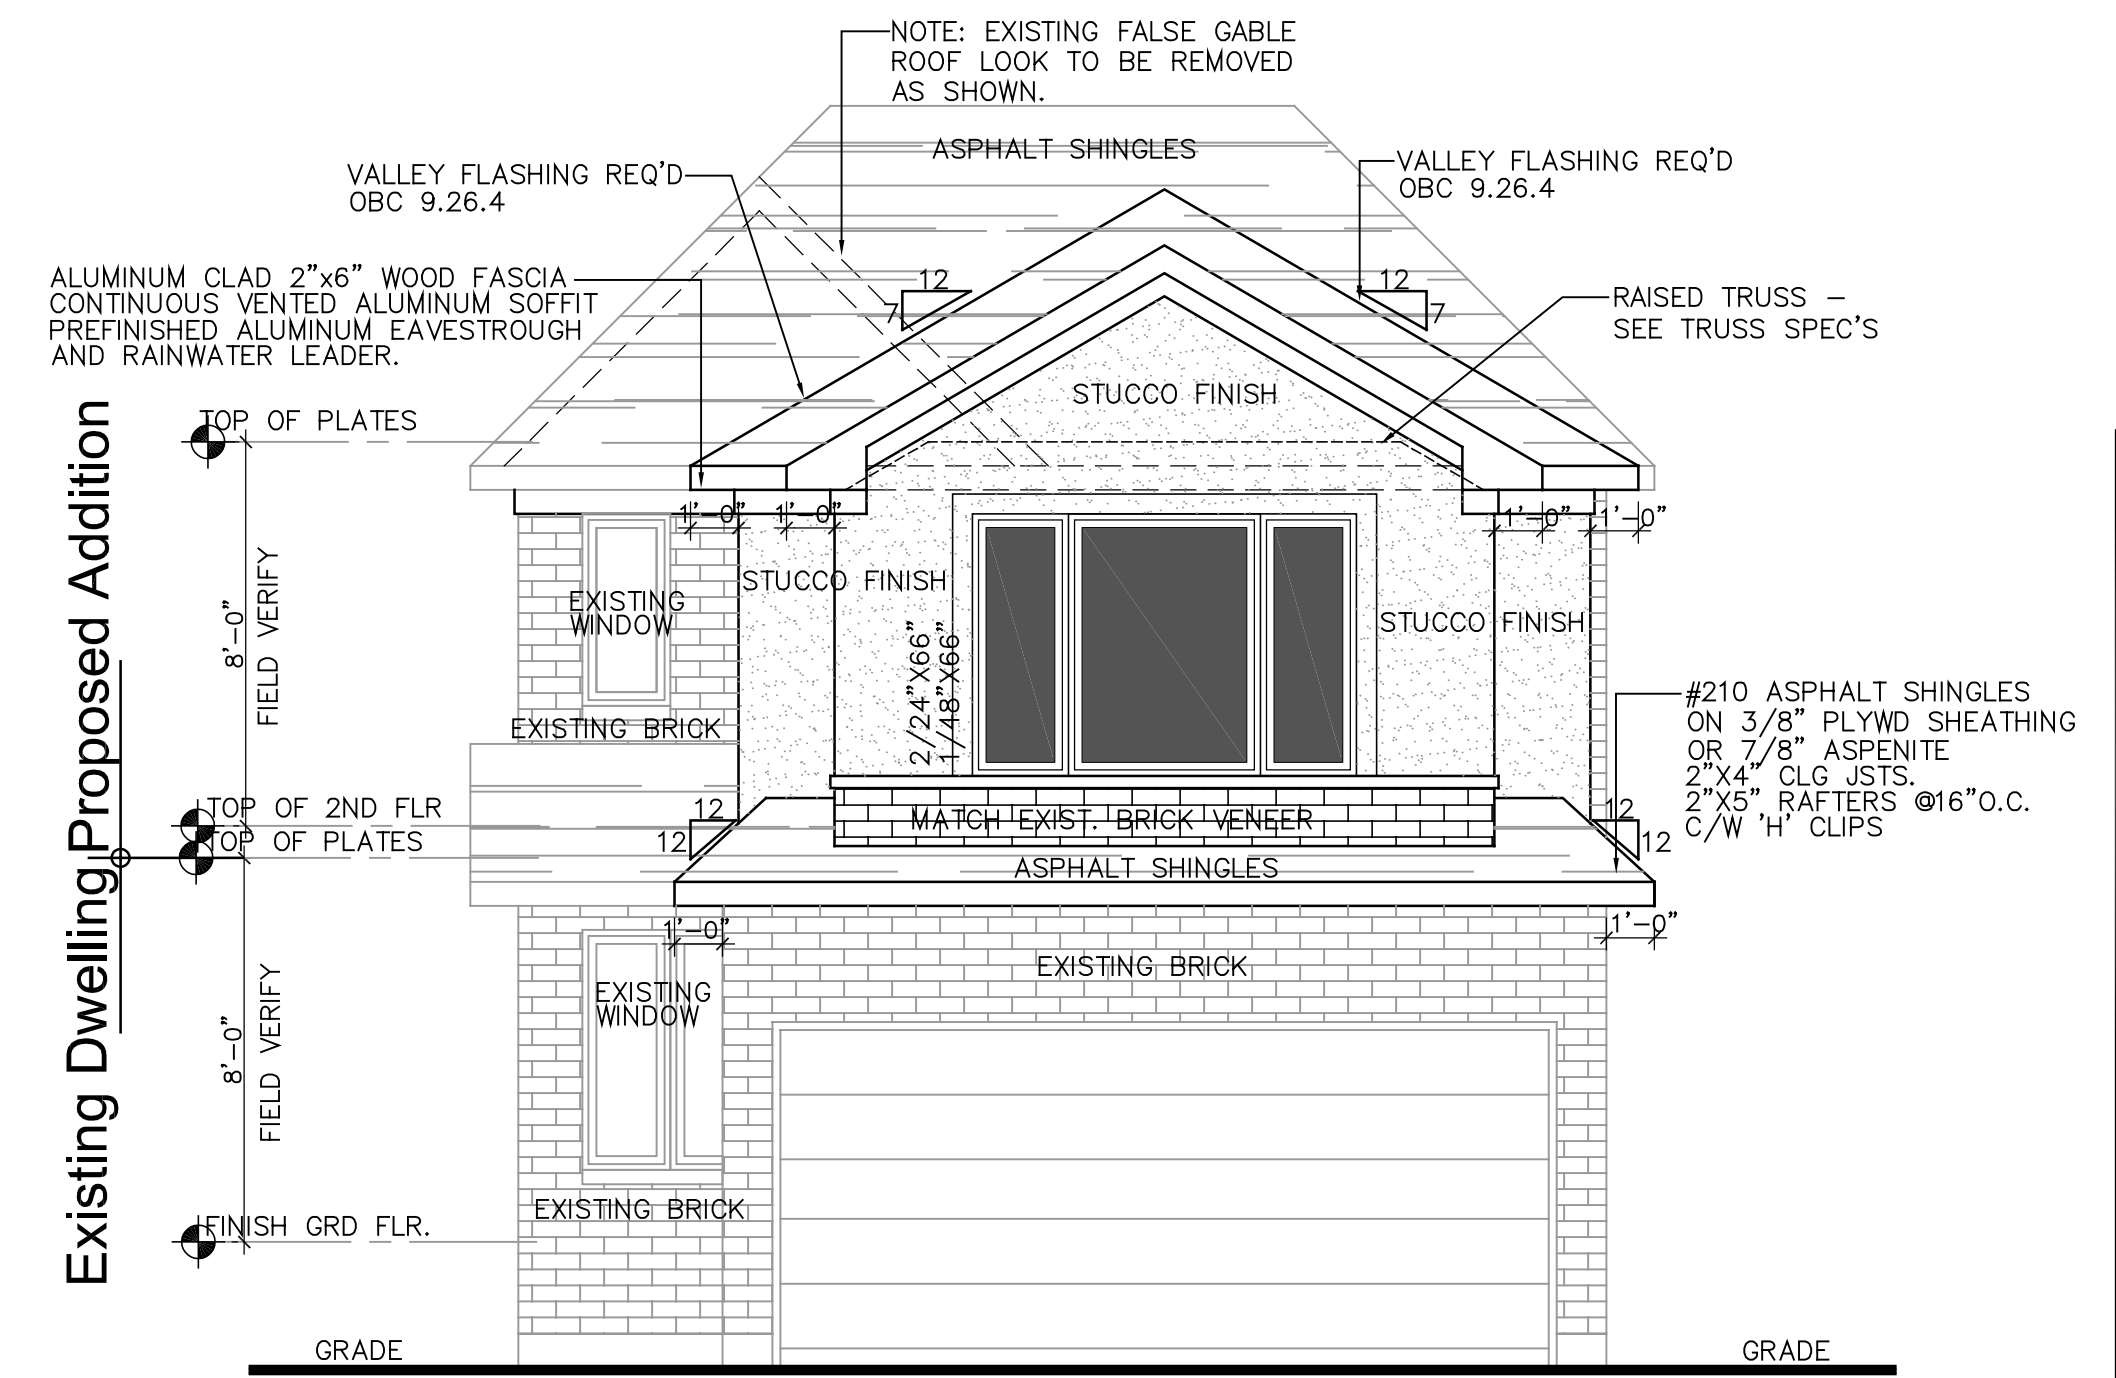 NOTE: EXISTING FALSE GABLE
ROOF LOOK TO BE REMOVED
AS SHOWN.
ASPHALT SHINGLES
VALLEY FLASHING REQ'D
OBC 9.26.4
VALLEY FLASHING REQ'D
OBC 9.26.4
ALUMINUM CLAD 2"x6" WOOD FASCIA
CONTINUOUS VENTED ALUMINUM SOFFIT
PREFINISHED ALUMINUM EAVESTROUGH
AND RAINWATER LEADER.
12
7
12
7
RAISED TRUSS –
SEE TRUSS SPEC'S
STUCCO FINISH
TOP OF PLATES
1'-0"
1'-0"
1'-0"
1'-0"
STUCCO FINISH
EXISTING
WINDOW
STUCCO FINISH
8'-0"
FIELD VERIFY
2/24"X66"
1/48"X66"
EXISTING BRICK
#210 ASPHALT SHINGLES
ON 3/8" PLYWD SHEATHING
OR 7/8" ASPENITE
2"X4" CLG JSTS.
2"X5" RAFTERS @16"O.C.
C/W 'H' CLIPS
TOP OF 2ND FLR
TOP OF PLATES
12
12
MATCH EXIST. BRICK VENEER
12
12
ASPHALT SHINGLES
1'-0"
1'-0"
EXISTING BRICK
EXISTING
WINDOW
8'-0"
FIELD VERIFY
EXISTING BRICK
FINISH GRD FLR.
Existing Dwelling
Proposed Addition
GRADE
GRADE